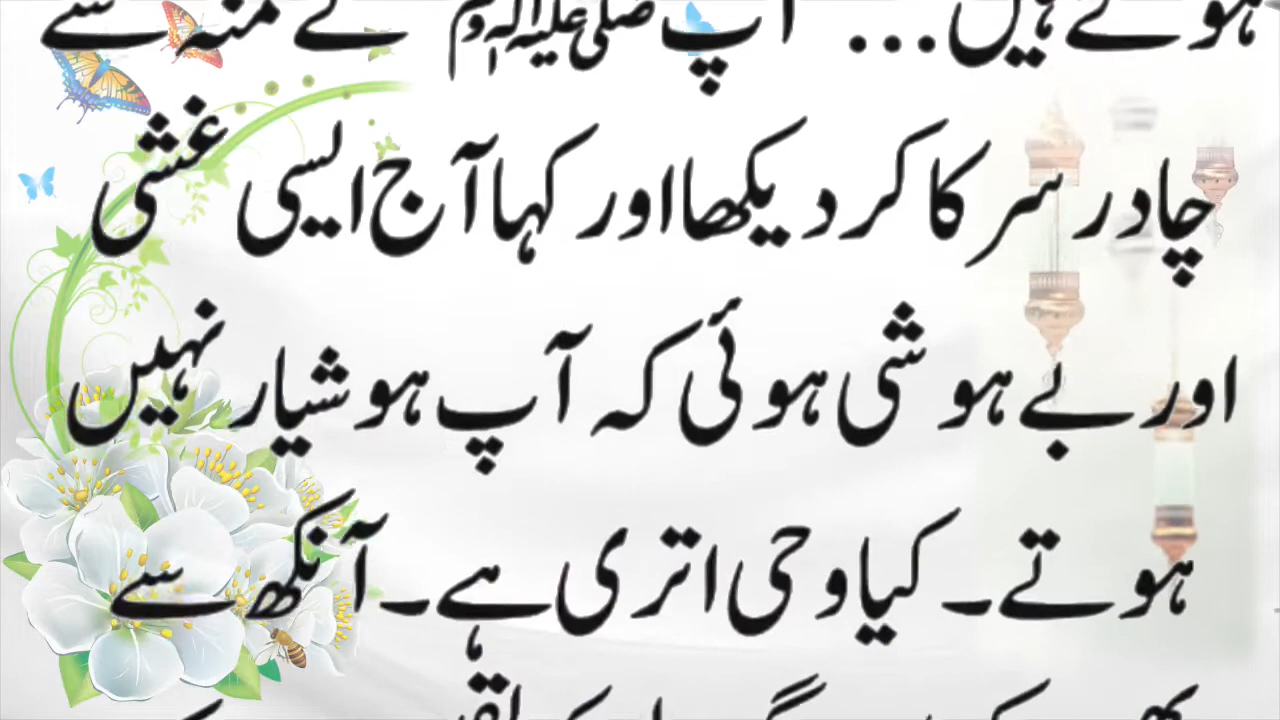 ہوتے ہیں... آپ صلی اللہ علیہ وسلم کے منہ سے
چادر سرکا کر دیکھا اور کہا آج ایسی غشی
اور بے ہوشی ہوئی کہ آپ ہوشیار نہیں
ہوتے۔ کیا وحی اتری ہے۔ آنکھ سے